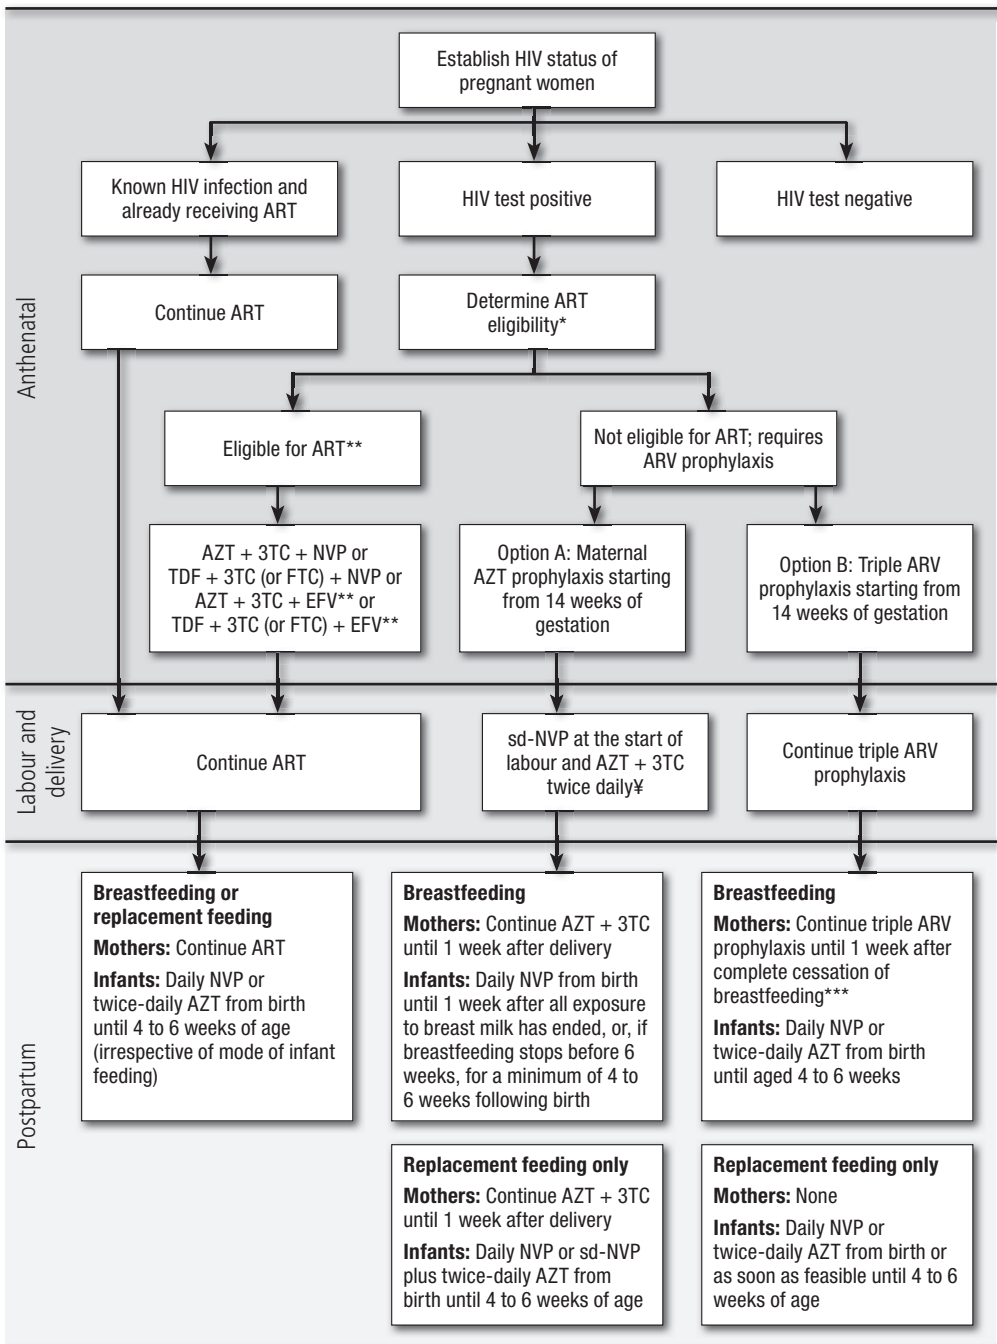 Establish HIV status of
pregnant women
Known HIV infection and
already receiving ART
HIV test positive
HIV test negative
Continue ART
Determine ART
eligibility*
Anthenatal
Eligible for ART**
Not eligible for ART; requires
ARV prophylaxis
AZT + 3TC + NVP or
TDF + 3TC (or FTC) + NVP or
AZT + 3TC + EFV** or
TDF + 3TC (or FTC) + EFV**
Option A: Maternal
AZT prophylaxis starting
from 14 weeks of
gestation
Option B: Triple ARV
prophylaxis starting from
14 weeks of gestation
Labour and
delivery
Continue ART
sd-NVP at the start of
labour and AZT + 3TC
twice daily¥
Continue triple ARV
prophylaxis
Postpartum
Breastfeeding or
replacement feeding
Mothers: Continue ART
Infants: Daily NVP or
twice-daily AZT from birth
until 4 to 6 weeks of age
(irrespective of mode of infant
feeding)
Breastfeeding
Mothers: Continue AZT + 3TC
until 1 week after delivery
Infants: Daily NVP from birth
until 1 week after all exposure
to breast milk has ended, or, if
breastfeeding stops before 6
weeks, for a minimum of 4 to
6 weeks following birth
Breastfeeding
Mothers: Continue triple ARV
prophylaxis until 1 week after
complete cessation of
breastfeeding***
Infants: Daily NVP or
twice-daily AZT from birth
until aged 4 to 6 weeks
Replacement feeding only
Mothers: Continue AZT + 3TC
until 1 week after delivery
Infants: Daily NVP or sd-NVP
plus twice-daily AZT from
birth until 4 to 6 weeks of age
Replacement feeding only
Mothers: None
Infants: Daily NVP or
twice-daily AZT from birth or
as soon as feasible until 4 to 6
weeks of age